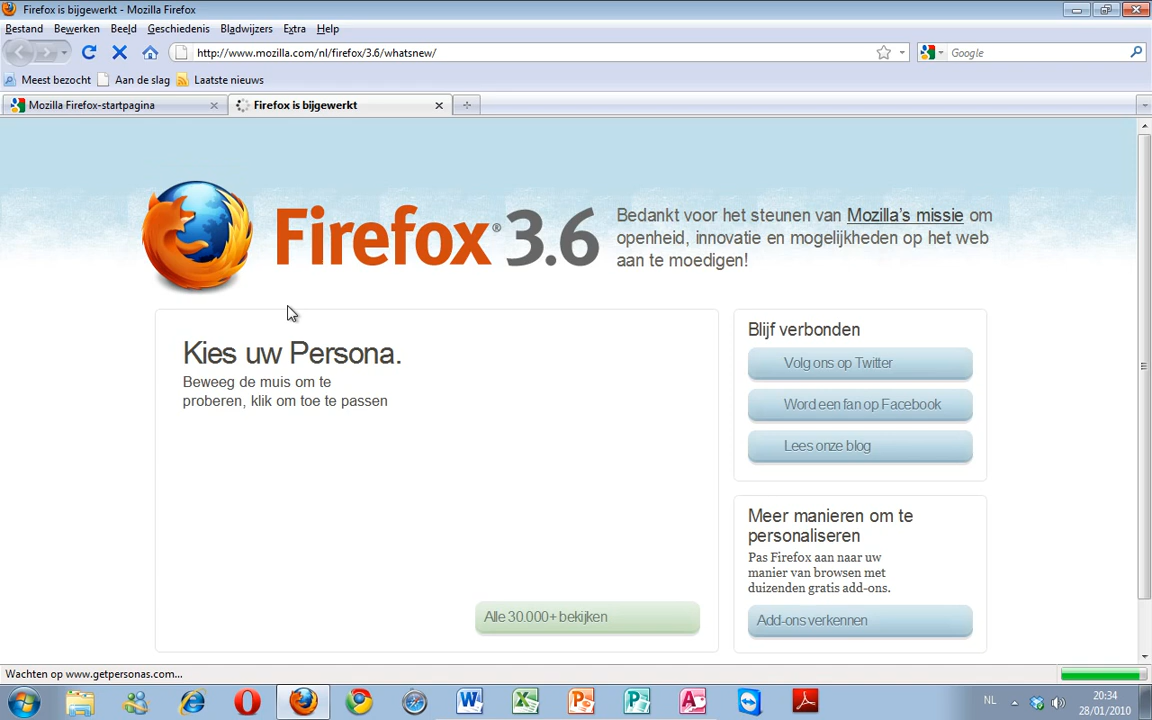 Firefox is bijgewerkt - Mozilla Firefox
Bestand Bewerken Beeld Geschiedenis Bladwijzers Extra Help
http://www.mozilla.com/nl/firefox/3.6/whatsnew/ Google
Meest bezocht Aan de slag Laatste nieuws
Mozilla Firefox-startpagina Firefox is bijgewerkt
Firefox® 3.6
Bedankt voor het steunen van Mozilla's missie om
openheid, innovatie en mogelijkheden op het web
aan te moedigen!
Kies uw Persona.
Beweeg de muis om te
proberen, klik om toe te passen
Alle 30.000+ bekijken
Blijf verbonden
Volg ons op Twitter
Word een fan op Facebook
Lees onze blog
Meer manieren om te
personaliseren
Pas Firefox aan naar uw
manier van browsen met
duizenden gratis add-ons.
Add-ons verkennen
Wachten op www.getpersonas.com...
NL
20:34
28/01/2010